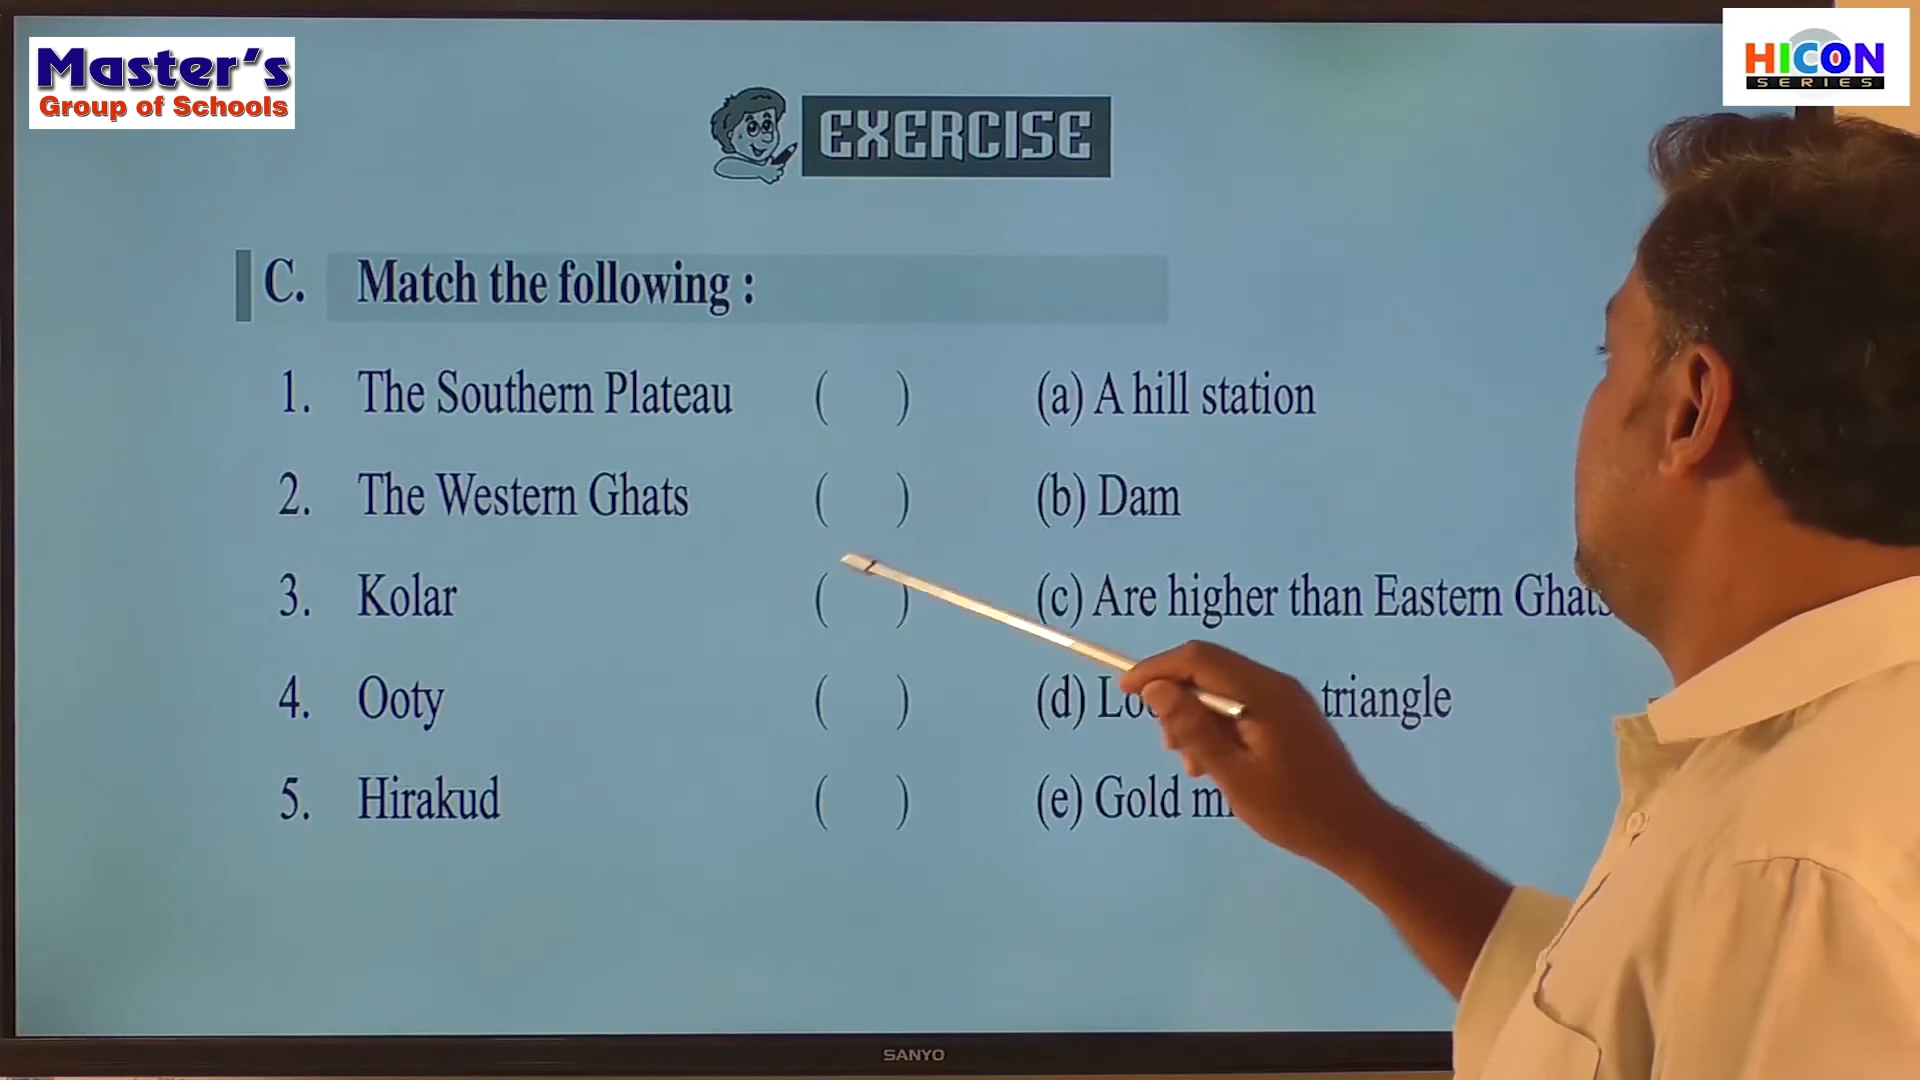 Master's
Group of Schools
HICON
SERIES
EXERCISE
C. Match the following :
1. The Southern Plateau ( ) (a) A hill station
2. The Western Ghats ( ) (b) Dam
3. Kolar ( ) (c) Are higher than Eastern Ghats
4. Ooty ( ) (d) triangle
5. Hirakud ( ) (e) Gold
SANYO